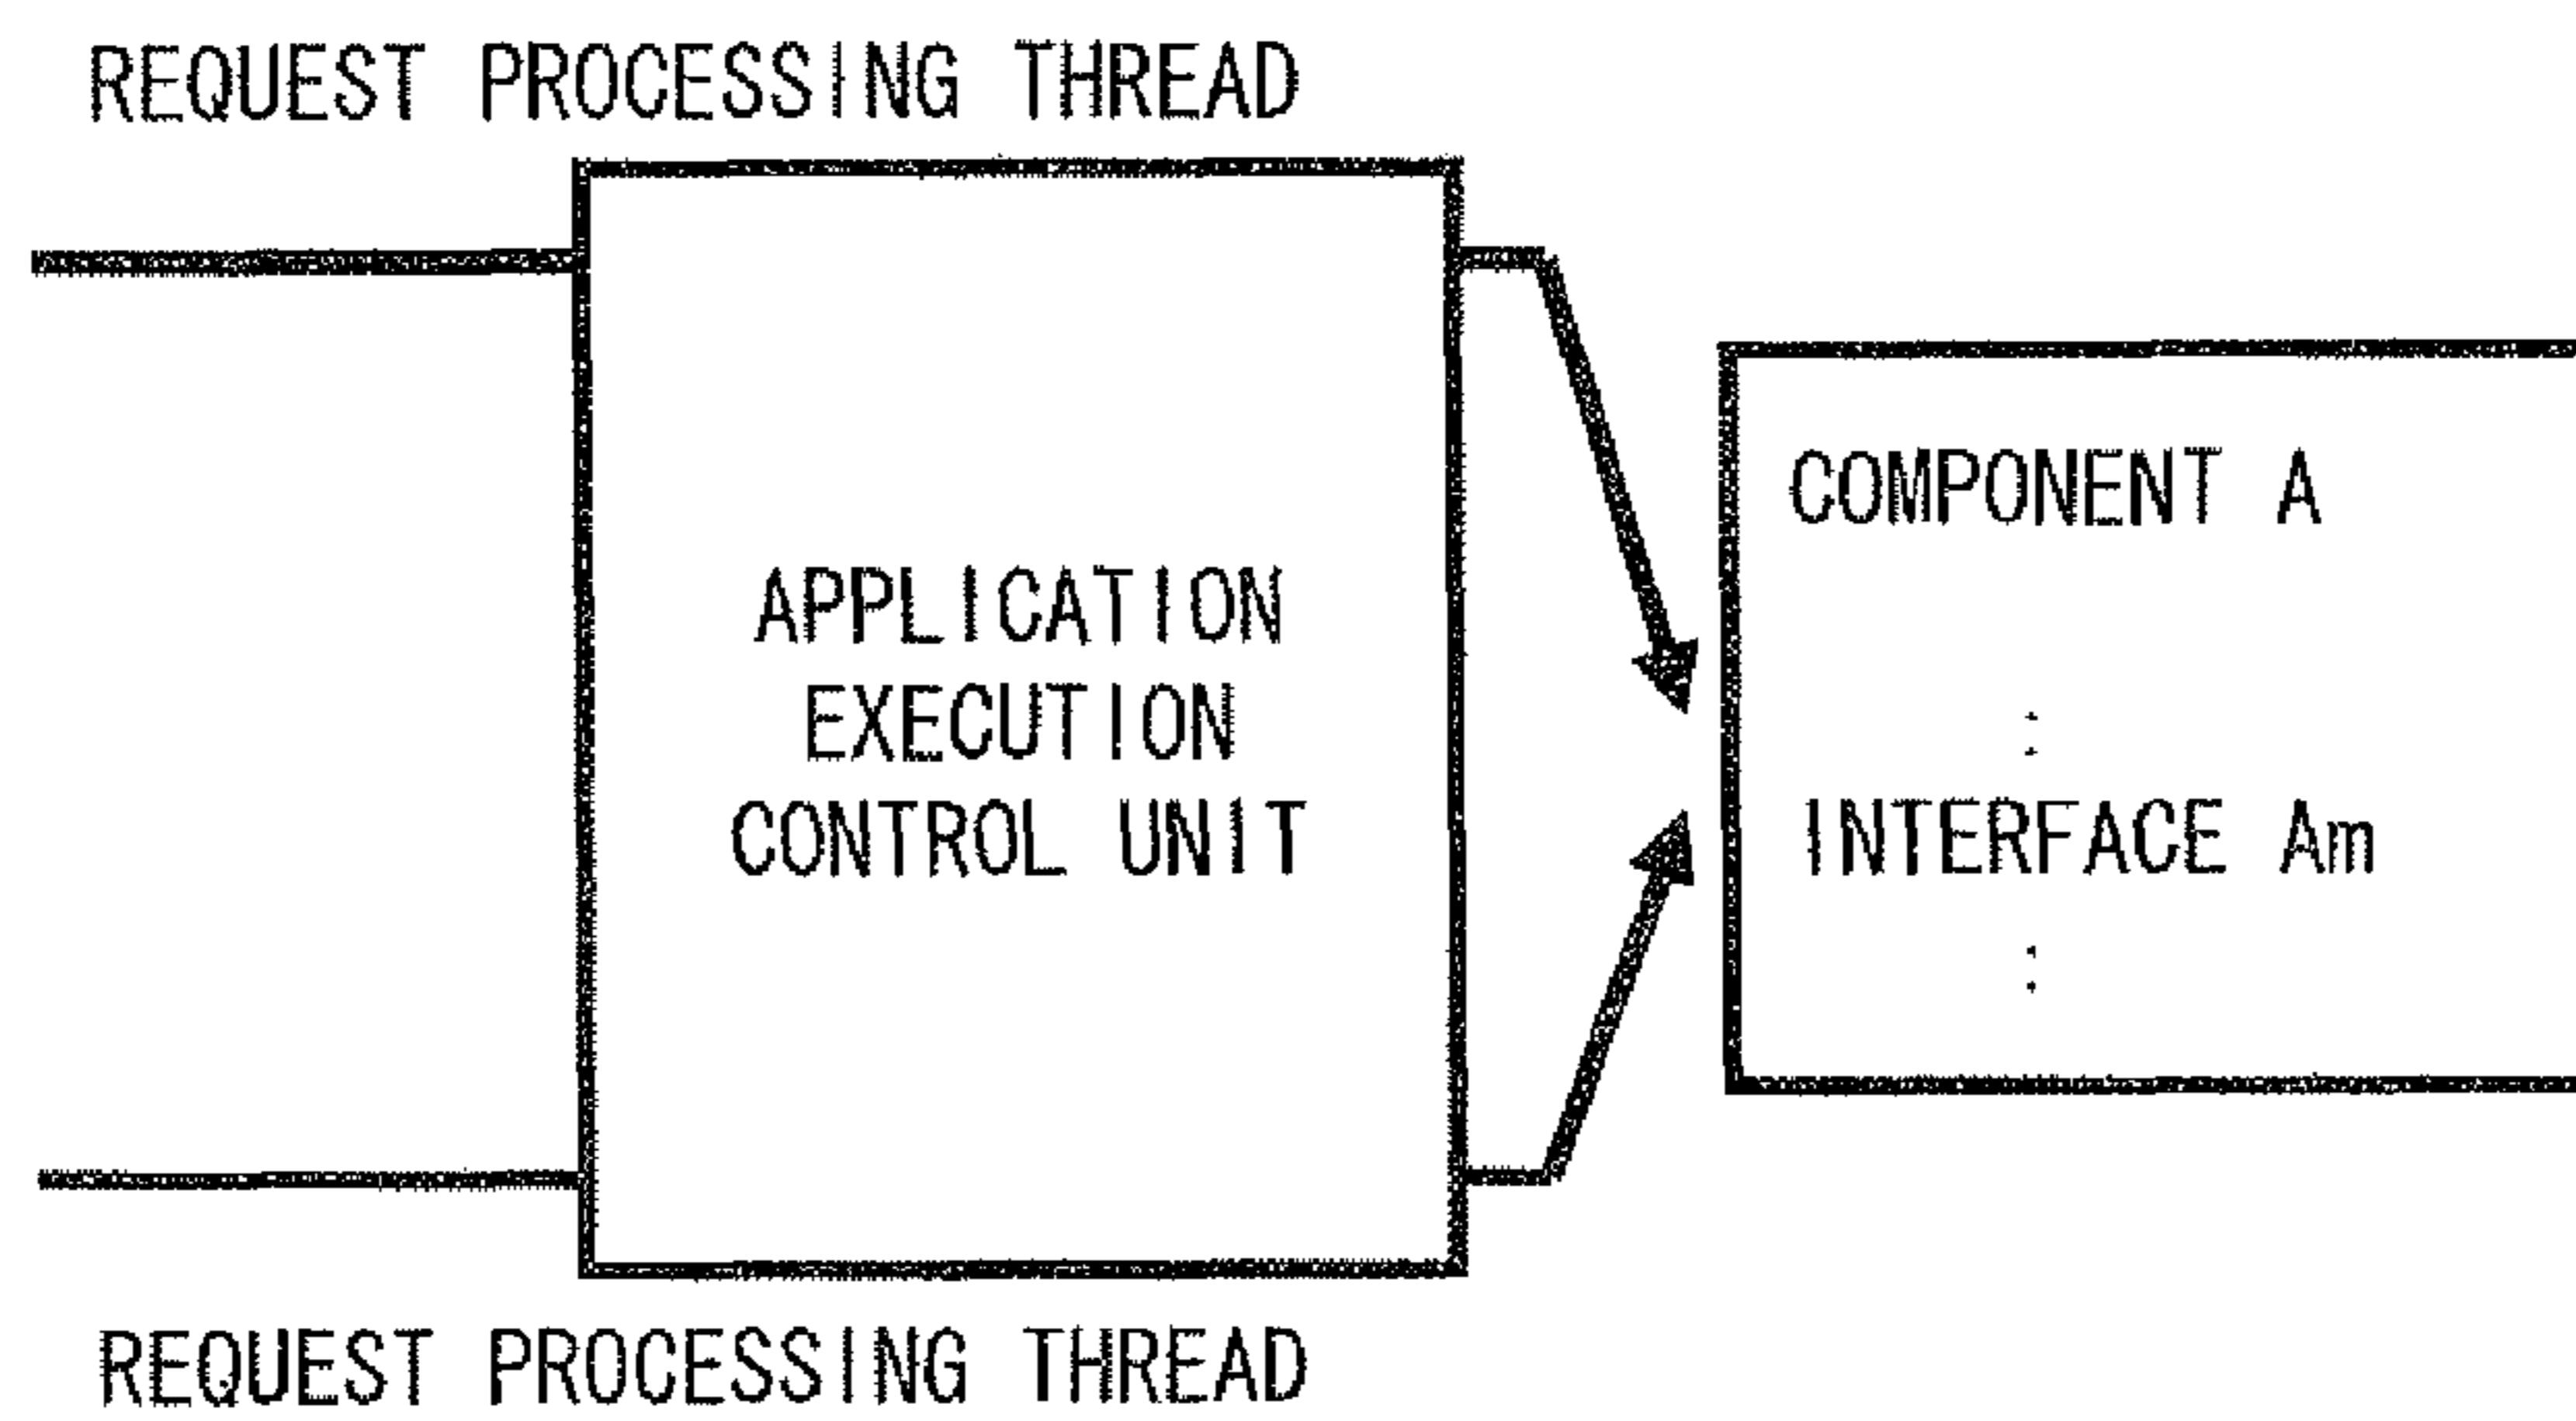 REQUEST PROCESSING THREAD
APPLICATION
EXECUTION
CONTROL UNIT
COMPONENT A
:
INTERFACE Am
:
REQUEST PROCESSING THREAD